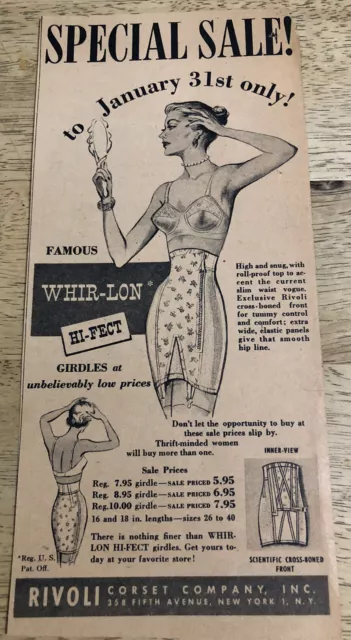 SPECIAL SALE!
to January 31st only!
FAMOUS
WHIR-LON*
HI-FECT
GIRDLES at
unbelievably low prices
High and snug, with
roll-proof top to ac-
cent the current
slim waist vogue.
Exclusive Rivoli
cross-boned front
for tummy control
and comfort; extra
wide, elastic panels
give that smooth
hip line.
Don't let the opportunity to buy at
these sale prices slip by.
Thrift-minded women
will buy more than one.
Sale Prices
Reg. 7.95 girdle—SALE PRICED 5.95
Reg. 8.95 girdle—SALE PRICED 6.95
Reg.10.00 girdle—SALE PRICED 7.95
16 and 18 in. lengths—sizes 26 to 40
There is nothing finer than WHIR-
LON HI-FECT girdles. Get yours to-
day at your favorite store!
INNER-VIEW
SCIENTIFIC CROSS-BONED
FRONT
*Reg. U. S.
Pat. Off.
RIVOLI CORSET COMPANY, INC.
358 FIFTH AVENUE, NEW YORK 1, N.Y.